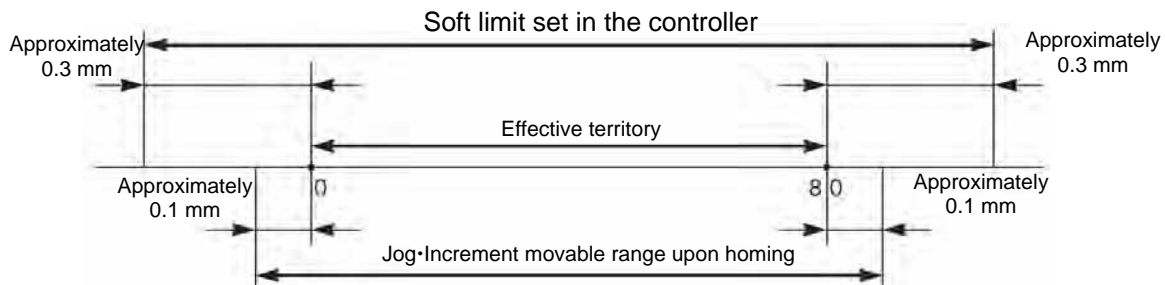 Soft limit set in the controller
Approximately
0.3 mm
Approximately
0.3 mm
Effective territory
Approximately
0.1 mm
0
80
Approximately
0.1 mm
Jog•Increment movable range upon homing